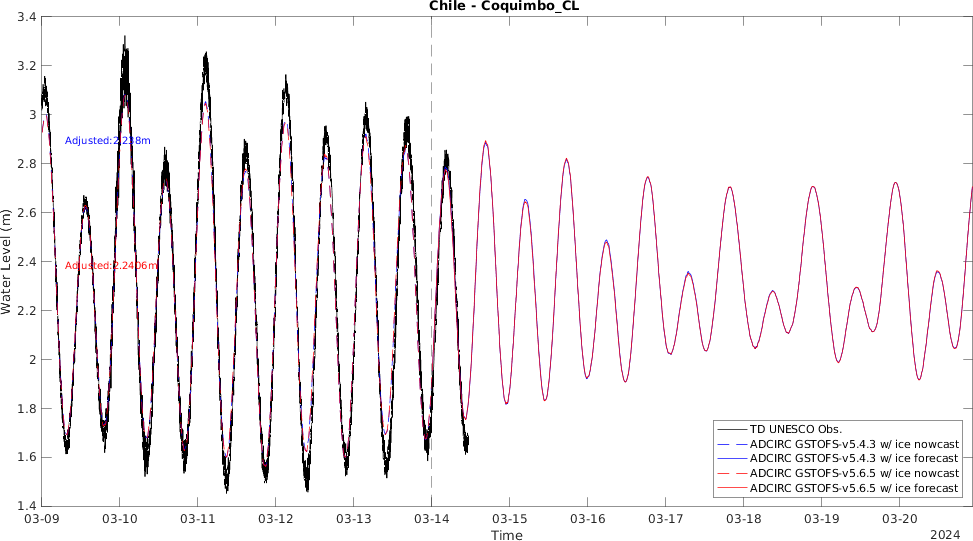 Chile - Coquimbo_CL
3.4
3.2
3
2.8
2.6
2.4
2.2
2
1.8
1.6
1.4
Water Level (m)
Adjusted:2.238m
Adjusted:2.2406m
TD UNESCO Obs.
ADCIRC GSTOFS-v5.4.3 w/ ice nowcast
ADCIRC GSTOFS-v5.4.3 w/ ice forecast
ADCIRC GSTOFS-v5.6.5 w/ ice nowcast
ADCIRC GSTOFS-v5.6.5 w/ ice forecast
03-09 03-10 03-11 03-12 03-13 03-14 03-15 03-16 03-17 03-18 03-19 03-20
Time
2024